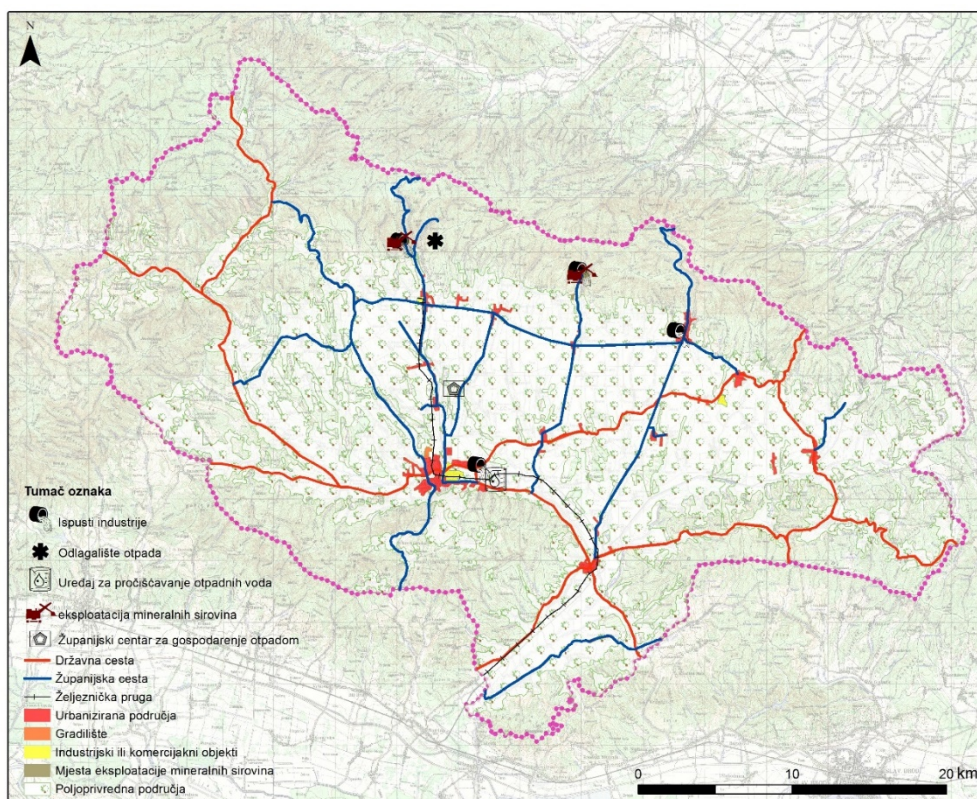 N
Tumač oznaka
Ispusti industrije
Odlagalište otpada
Uređaj za pročišćavanje otpadnih voda
eksploatacija mineralnih sirovina
Županijski centar za gospodarenje otpadom
Državna cesta
Županijska cesta
Željeznička pruga
Urbanizirana područja
Gradilište
Industrijski ili komercijakni objekti
Mjesta eksploatacije mineralnih sirovina
Poljoprivredna područja
0 10 20 km